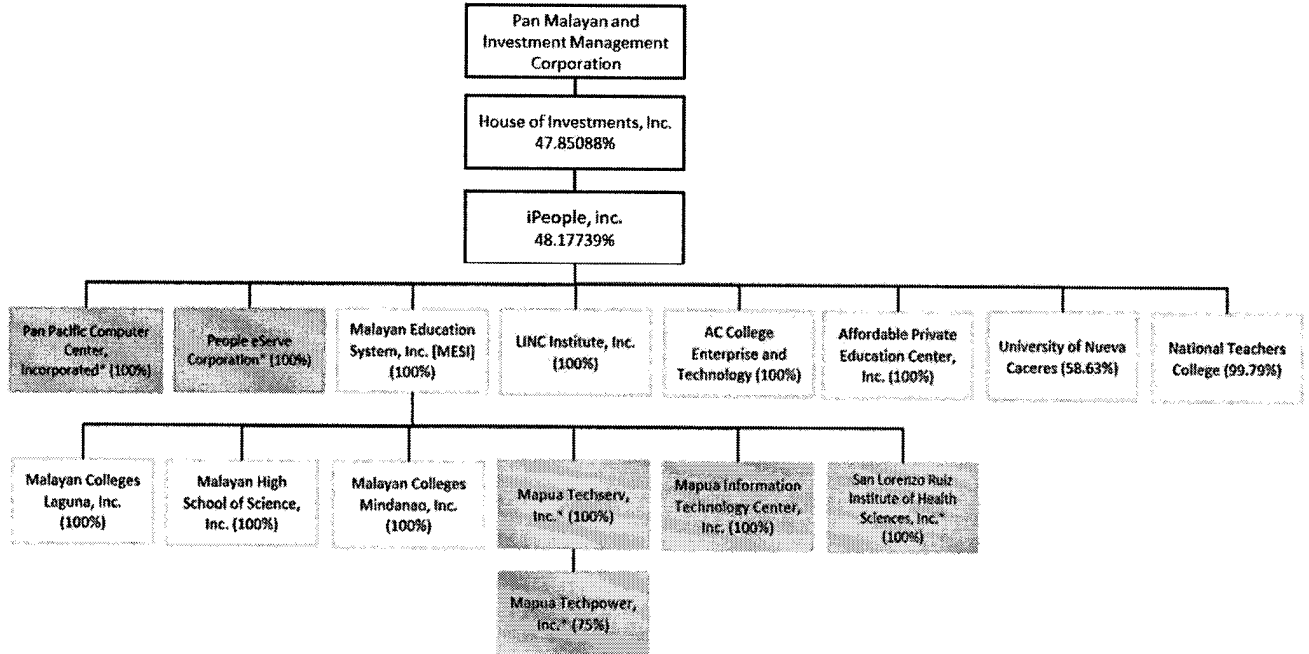 Pan Malayan and
Investment Management
Corporation
House of Investments, Inc.
47.85088%
iPeople, inc.
48.17739%
Pan Pacific Computer
Center,
Incorporated* (100%)
People eServe
Corporation* (100%)
Malayan Education
System, Inc. [MESI]
(100%)
LINC Institute, Inc.
(100%)
AC College
Enterprise and
Technology (100%)
Affordable Private
Education Center,
Inc. (100%)
University of Nueva
Caceres (58.63%)
National Teachers
College (99.79%)
Malayan Colleges
Laguna, Inc.
(100%)
Malayan High
School of Science,
Inc. (100%)
Malayan Colleges
Mindanao, Inc.
(100%)
Mapua Techserv,
Inc.* (100%)
Mapua Information
Technology Center,
Inc. (100%)
San Lorenzo Ruiz
Institute of Health
Sciences, Inc.*
(100%)
Mapua Techpower,
Inc.* (75%)